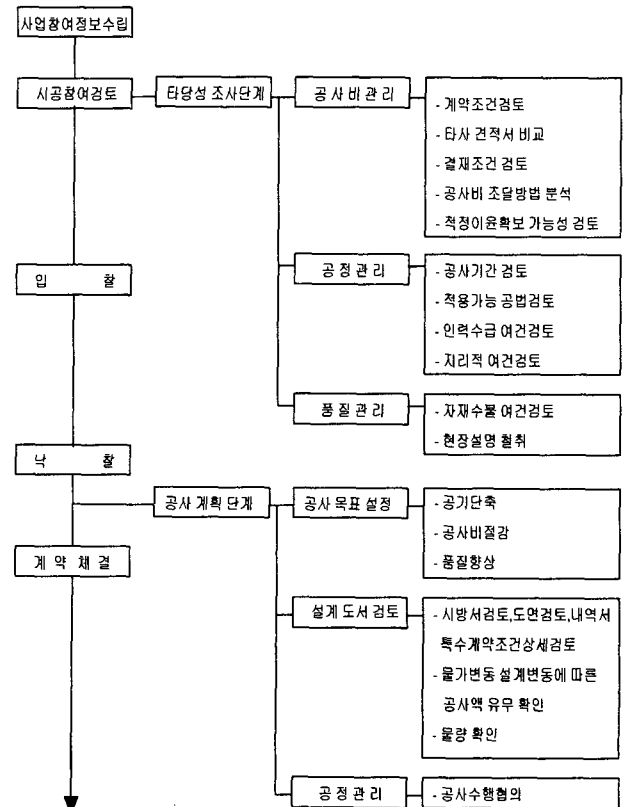 사업참여정보수립
시공참여검토
타당성 조사단계
공사비관리
- 계약조건검토
- 타사 견적서 비교
- 결재조건 검토
- 공사비 조달방법 분석
- 적정이윤확보 가능성 검토
입 찰
공정관리
- 공사기간 검토
- 적용가능 공법검토
- 인력수급 여건검토
- 지리적 여건검토
품질관리
- 자재수물 여건검토
- 현장설명 철취
낙 찰
공사 계획 단계
공사 목표 설정
- 공기단축
- 공사비절감
- 품질향상
계 약 체 결
설계 도서 검토
- 시방서검토,도면검토,내역서
특수계약조건상세검토
- 물가변동 설계변동에 따른
공사액 유무 확인
- 물량 확인
공정관리
- 공사수행협의